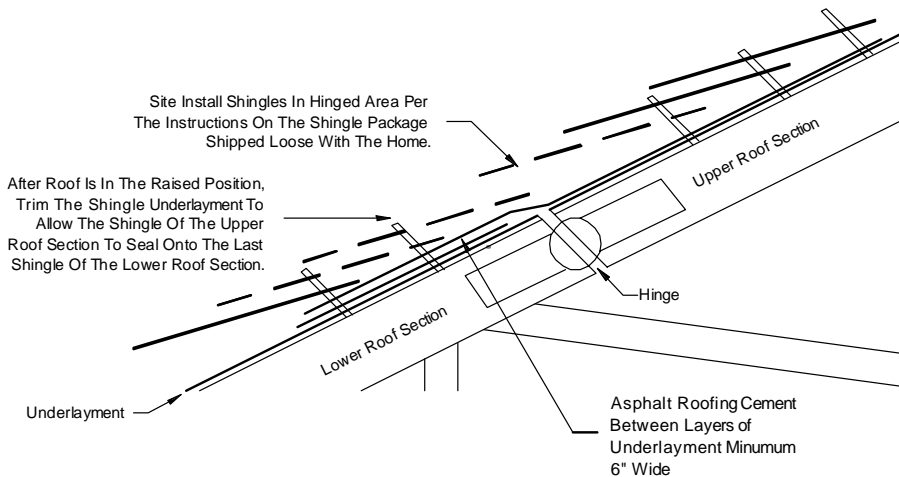 Site Install Shingles In Hinged Area Per
The Instructions On The Shingle Package
Shipped Loose With The Home.
After Roof Is In The Raised Position,
Trim The Shingle Underlayment To
Allow The Shingle Of The Upper
Roof Section To Seal Onto The Last
Shingle Of The Lower Roof Section.
Upper Roof Section
Hinge
Lower Roof Section
Underlayment
Asphalt Roofing Cement
Between Layers of
Underlayment Minumum
6" Wide